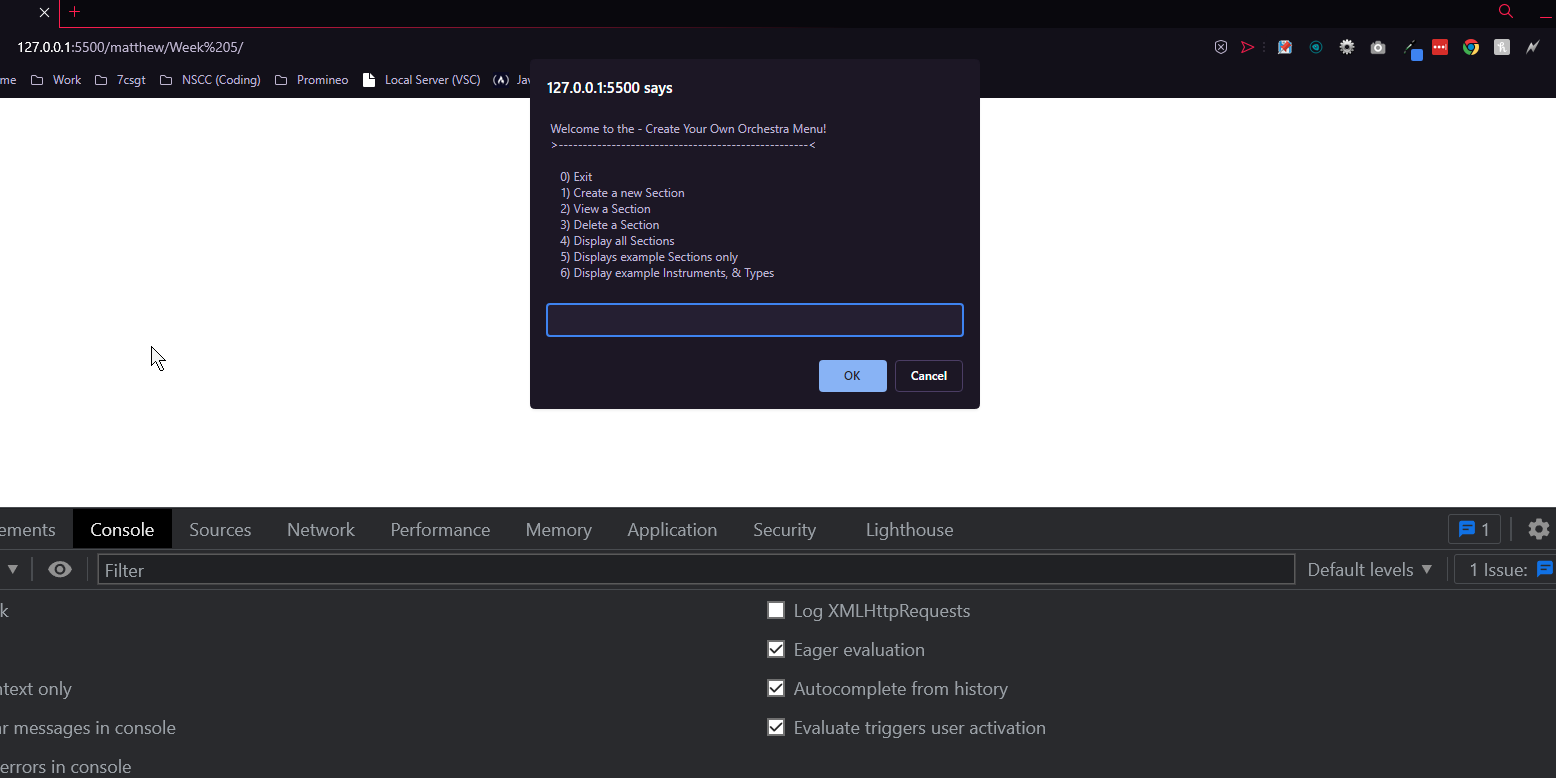 127.0.0.1:5500/matthew/Week%205/
me Work 7csgt NSCC (Coding) Promineo Local Server (VSC) Jav
127.0.0.1:5500 says
Welcome to the - Create Your Own Orchestra Menu!
>----------------------------------------------------<
0) Exit
1) Create a new Section
2) View a Section
3) Delete a Section
4) Display all Sections
5) Displays example Sections only
6) Display example Instruments, & Types
OK Cancel
ements Console Sources Network Performance Memory Application Security Lighthouse 1
Filter Default levels 1 Issue:
k Log XMLHttpRequests
Eager evaluation
ntext only Autocomplete from history
ar messages in console Evaluate triggers user activation
errors in console